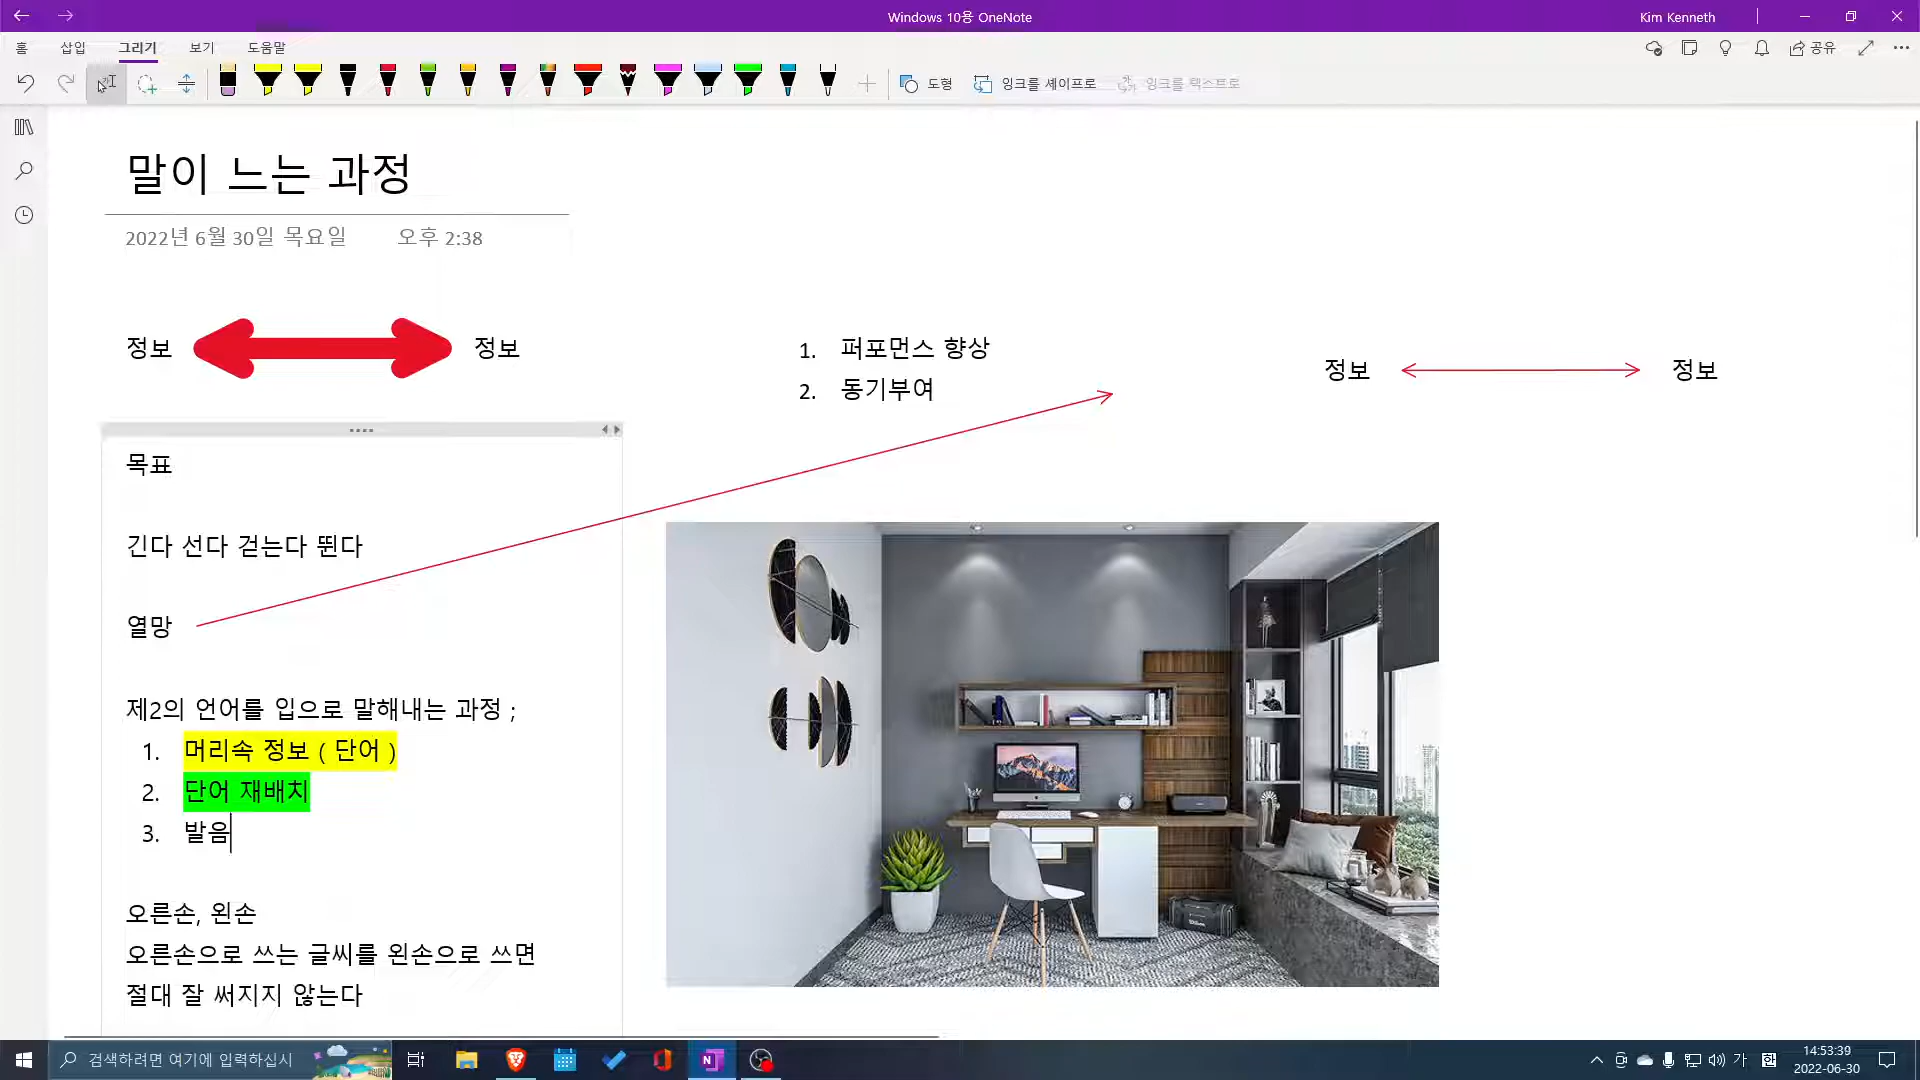 Windows 10용 OneNote
Kim Kenneth
홈 삽입 그리기 보기 도움말
공유
도형 잉크를 셰이프로 잉크를 텍스트로
말이 느는 과정
2022년 6월 30일 목요일 오후 2:38
정보 정보
1. 퍼포먼스 향상
2. 동기부여
정보 정보
목표
긴다 선다 걷는다 뛴다
열망
제2의 언어를 입으로 말해내는 과정 ;
1. 머리속 정보 ( 단어 )
2. 단어 재배치
3. 발음
오른손, 왼손
오른손으로 쓰는 글씨를 왼손으로 쓰면
절대 잘 써지지 않는다
검색하려면 여기에 입력하십시
가 한
14:53:39
2022-06-30